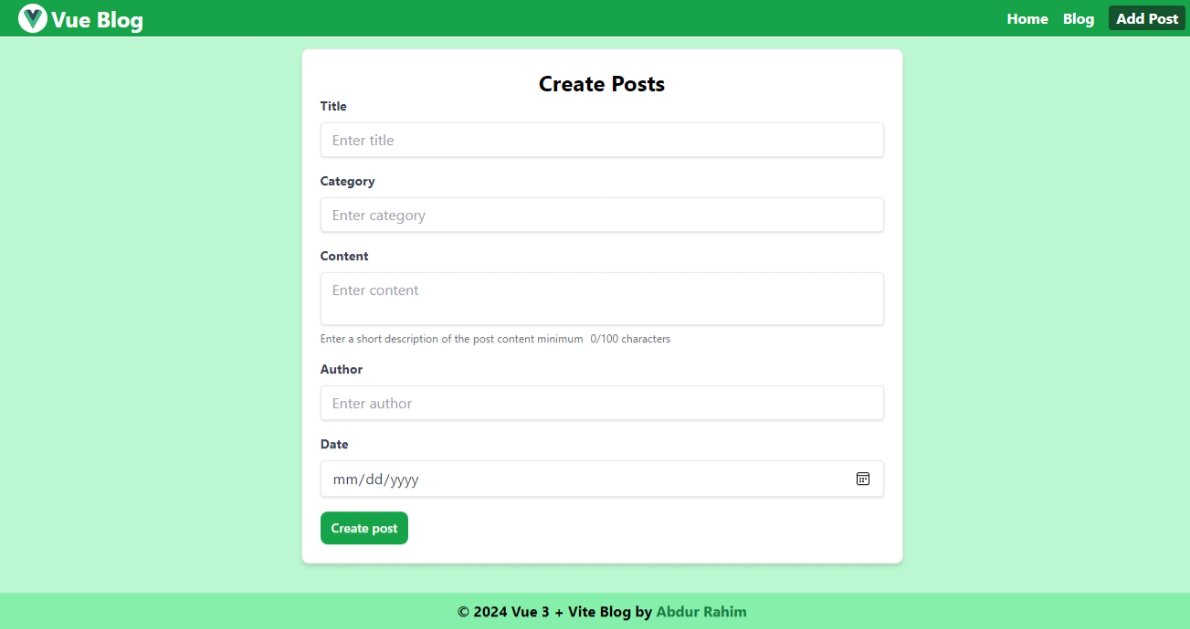 Vue Blog
Home Blog Add Post
Create Posts
Title
Enter title
Category
Enter category
Content
Enter content
Enter a short description of the post content minimum 0/100 characters
Author
Enter author
Date
mm/dd/yyyy
Create post
© 2024 Vue 3 + Vite Blog by Abdur Rahim